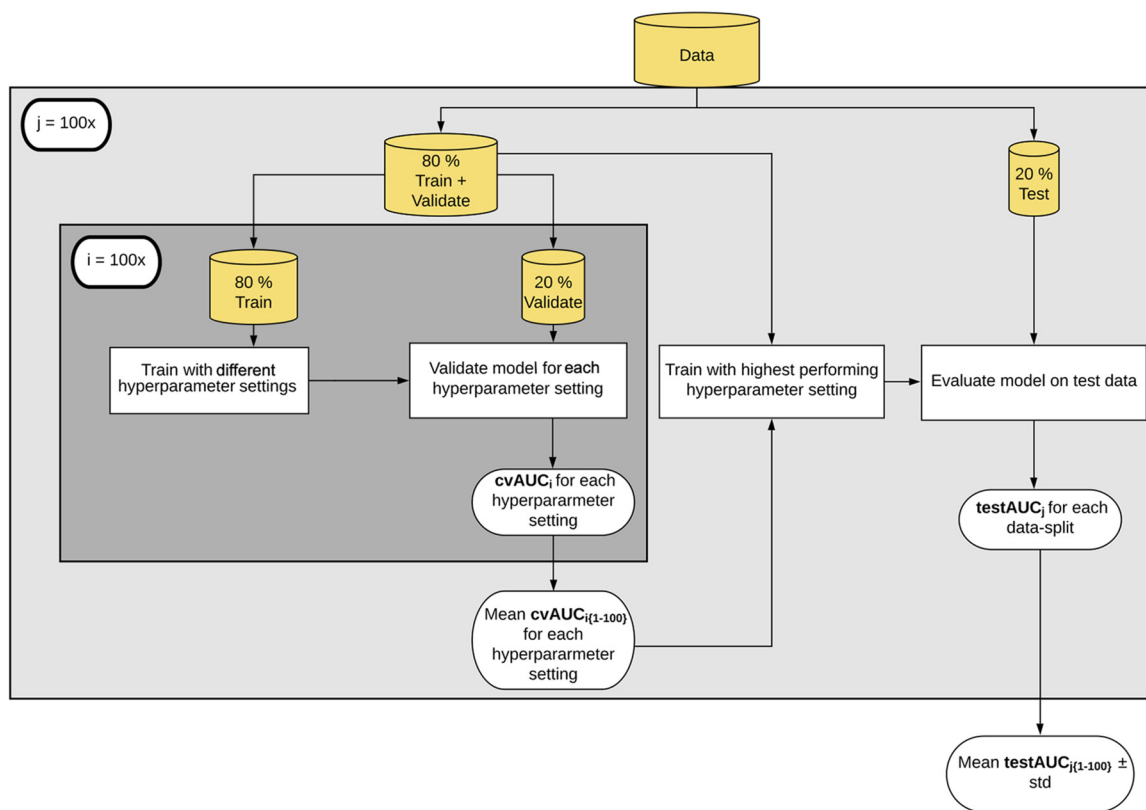 Data
j = 100x
80 %
Train +
Validate
20 %
Test
i = 100x
80 %
Train
20 %
Validate
Train with different
hyperparameter settings
Validate model for each
hyperparameter setting
Train with highest performing
hyperparameter setting
Evaluate model on test data
cvAUCi for each
hyperpararmeter
setting
testAUCj for each
data-split
Mean cvAUCi{1-100}
for each
hyperpararmeter
setting
Mean testAUCj{1-100} ±
std